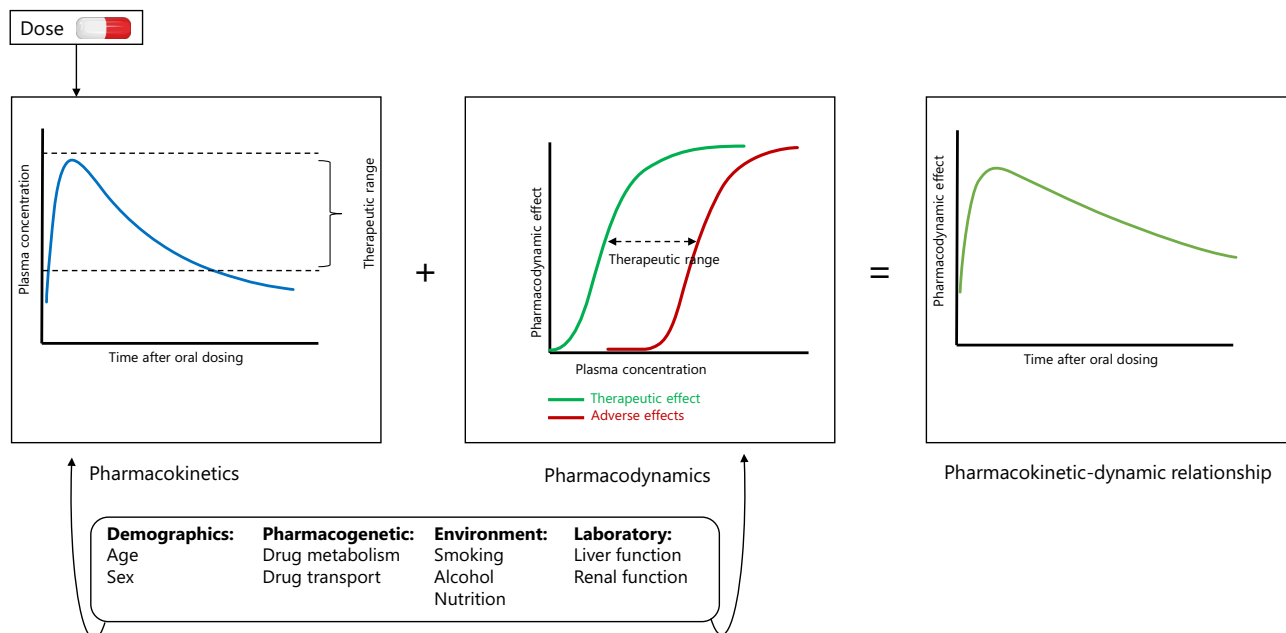 Dose
Plasma concentration
Therapeutic range
Time after oral dosing
Pharmacokinetics
+
Pharmacodynamic effect
Therapeutic range
Plasma concentration
Therapeutic effect
Adverse effects
Pharmacodynamics
=
Pharmacodynamic effect
Time after oral dosing
Pharmacokinetic-dynamic relationship
Demographics:
Age
Sex
Pharmacogenetic:
Drug metabolism
Drug transport
Environment:
Smoking
Alcohol
Nutrition
Laboratory:
Liver function
Renal function